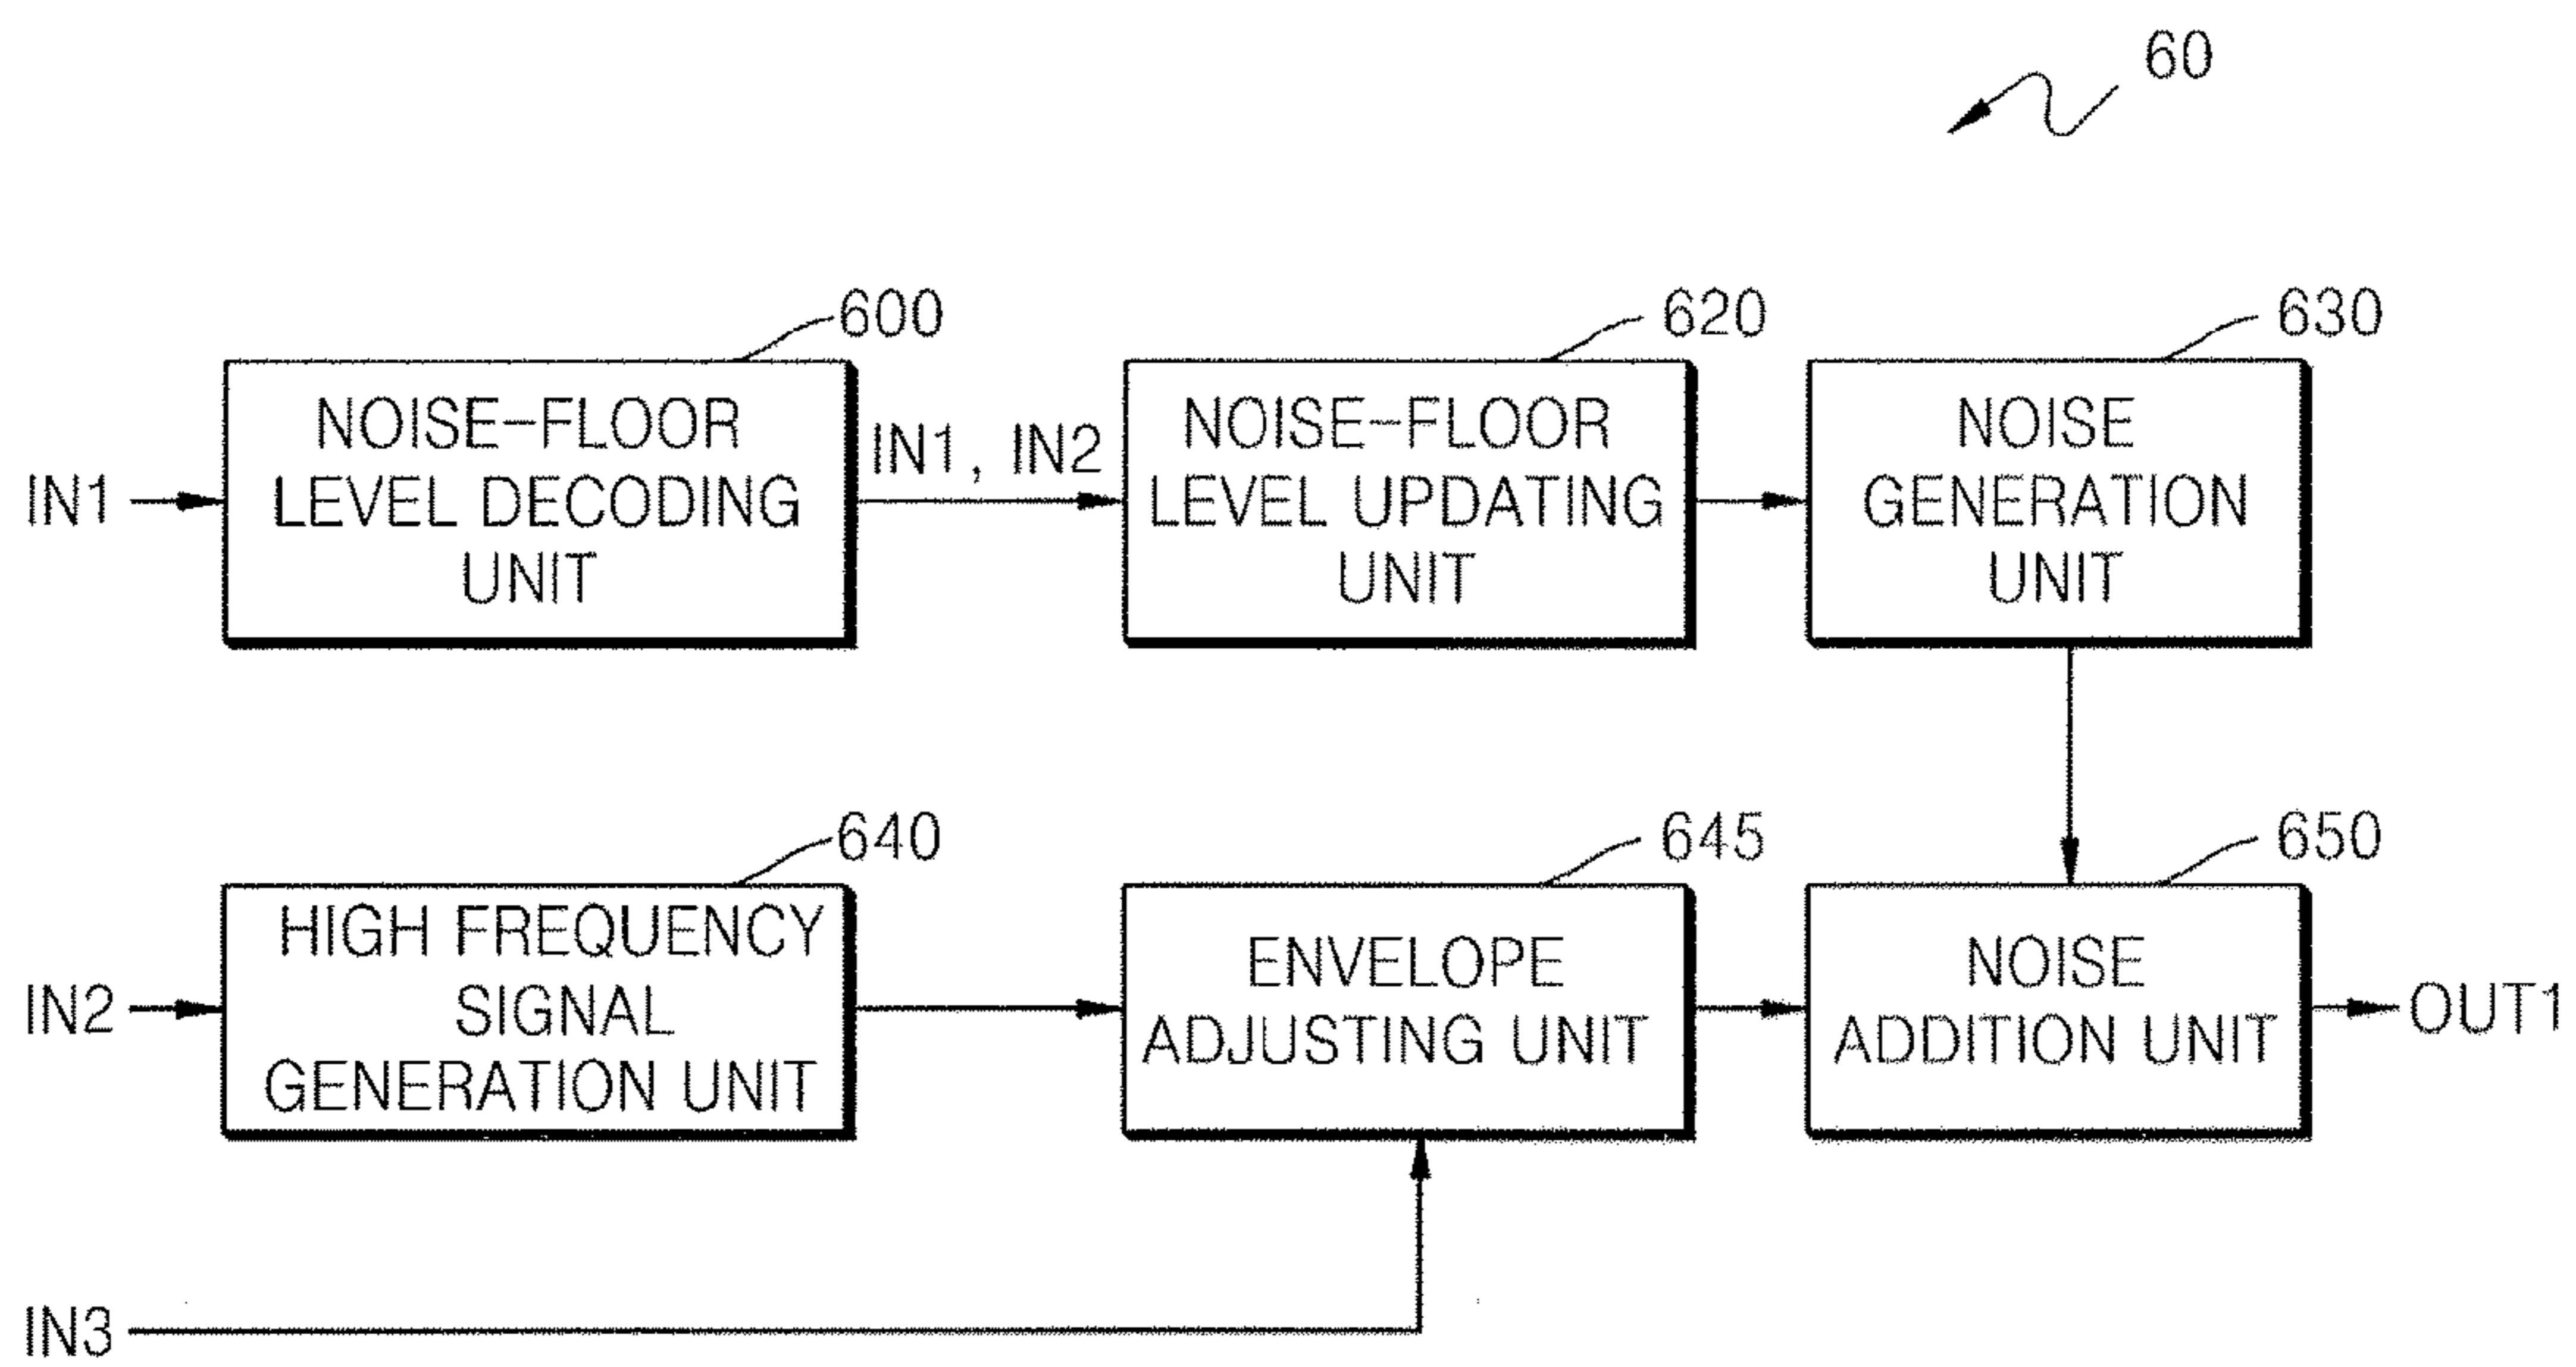 60
600
620
630
NOISE-FLOOR
LEVEL DECODING
UNIT
IN1, IN2
NOISE-FLOOR
LEVEL UPDATING
UNIT
NOISE
GENERATION
UNIT
IN1
640
645
650
HIGH FREQUENCY
SIGNAL
GENERATION UNIT
ENVELOPE
ADJUSTING UNIT
NOISE
ADDITION UNIT
IN2
OUT1
IN3